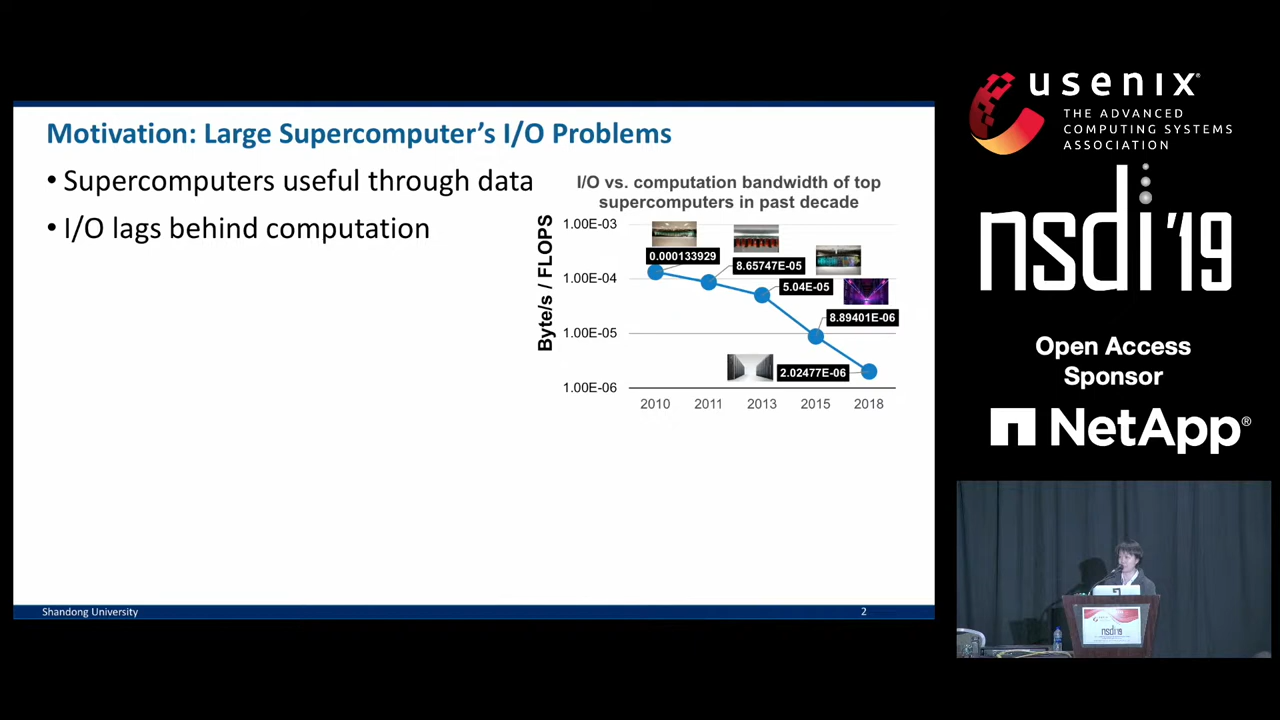 Motivation: Large Supercomputer's I/O Problems
• Supercomputers useful through data
• I/O lags behind computation
I/O vs. computation bandwidth of top
supercomputers in past decade
Byte/s / FLOPS
1.00E-03
1.00E-04
1.00E-05
1.00E-06
0.000133929
8.65747E-05
5.04E-05
8.89401E-06
2.02477E-06
2010 2011 2013 2015 2018
Shandong University
2
usenix®
THE ADVANCED
COMPUTING SYSTEMS
ASSOCIATION
nsdi '19
Open Access
Sponsor
NetApp®
nsdi'19